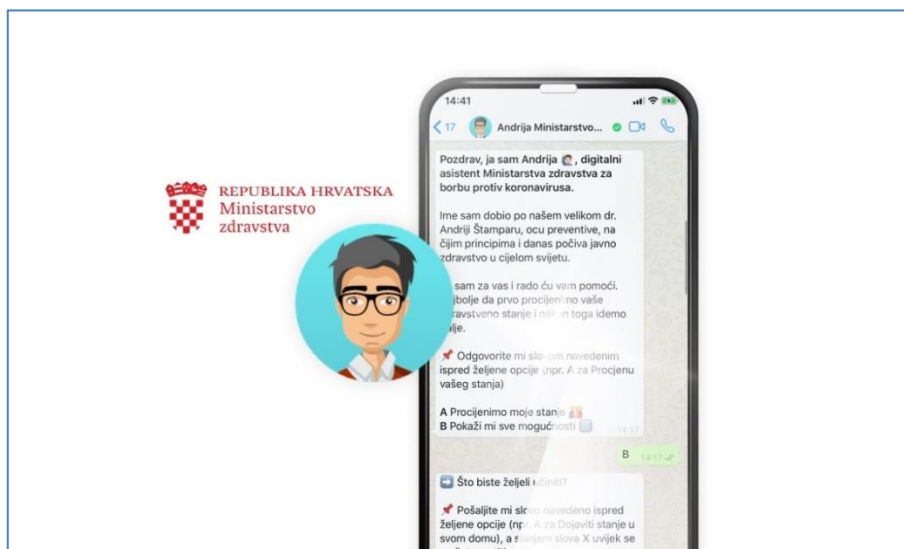 REPUBLIKA HRVATSKA
Ministarstvo
zdravstva
14:41
17 Andrija Ministarstvo...
Pozdrav, ja sam Andrija 🙋🏻‍♂️, digitalni
asistent Ministarstva zdravstva za
borbu protiv koronavirusa.
Ime sam dobio po našem velikom dr.
Andriji Štamparu, ocu preventive, na
čijim principima i danas počiva javno
zdravstvo u cijelom svijetu.
sam za vas i rado ću vam pomoći.
da prvo procijenimo vaše
stanje i nakon toga idemo
📌 Odgovorite mi slovom navedenim
ispred željene opcije (npr. A za Procjenu
vašeg stanja)
A Procijenimo moje stanje
B Pokaži mi sve mogućnosti
14:17
B 14:17
➡️ Što biste željeli učiniti?
📌 Pošaljite mi slovo navedeno ispred
željene opcije (npr. A za Dojaviti stanje u
svom domu), a slanjem slova X uvijek se